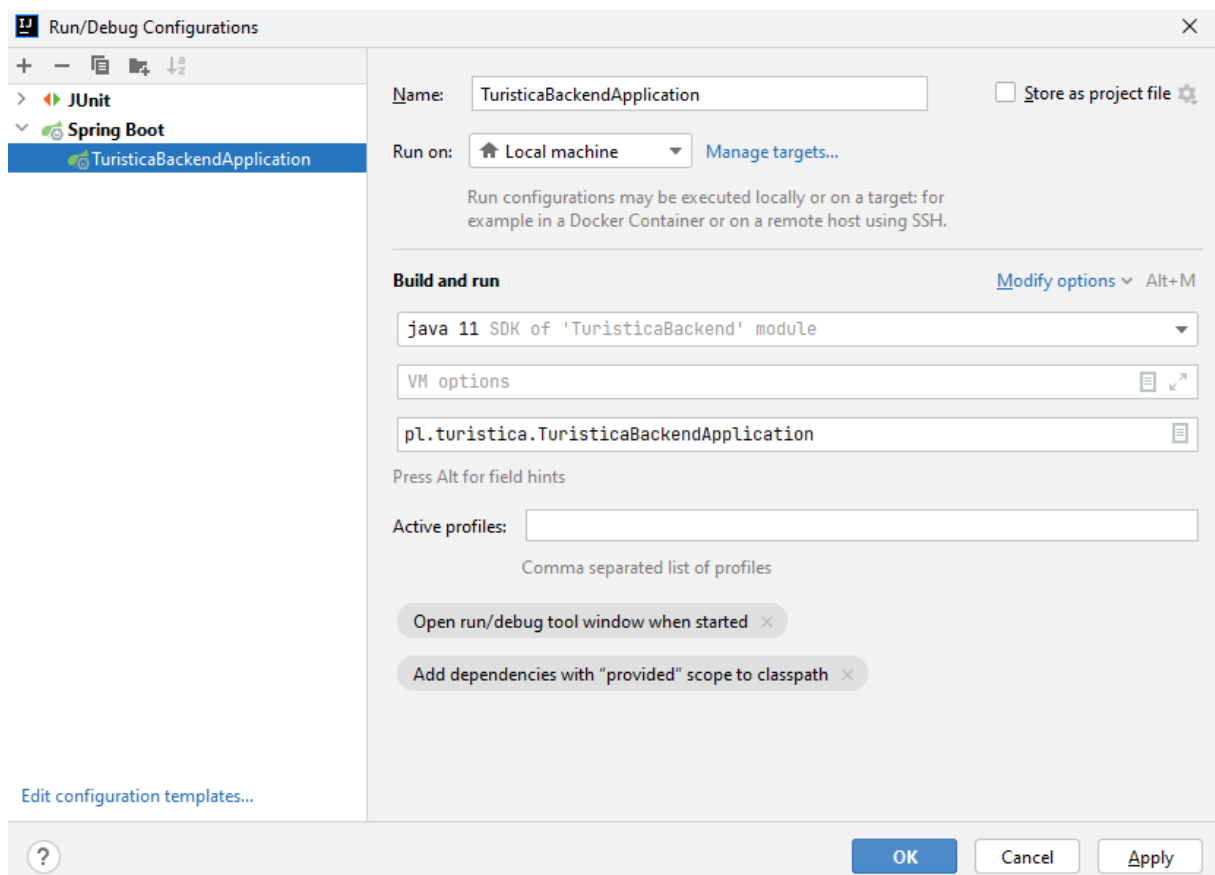 Run/Debug Configurations
JUnit
Spring Boot
TuristicaBackendApplication
Edit configuration templates...
Name: TuristicaBackendApplication Store as project file
Run on: Local machine Manage targets...
Run configurations may be executed locally or on a target: for
example in a Docker Container or on a remote host using SSH.
Build and run Modify options Alt+M
java 11 SDK of 'TuristicaBackend' module
VM options
pl.turistica.TuristicaBackendApplication
Press Alt for field hints
Active profiles:
Comma separated list of profiles
Open run/debug tool window when started
Add dependencies with “provided” scope to classpath
? OK Cancel Apply